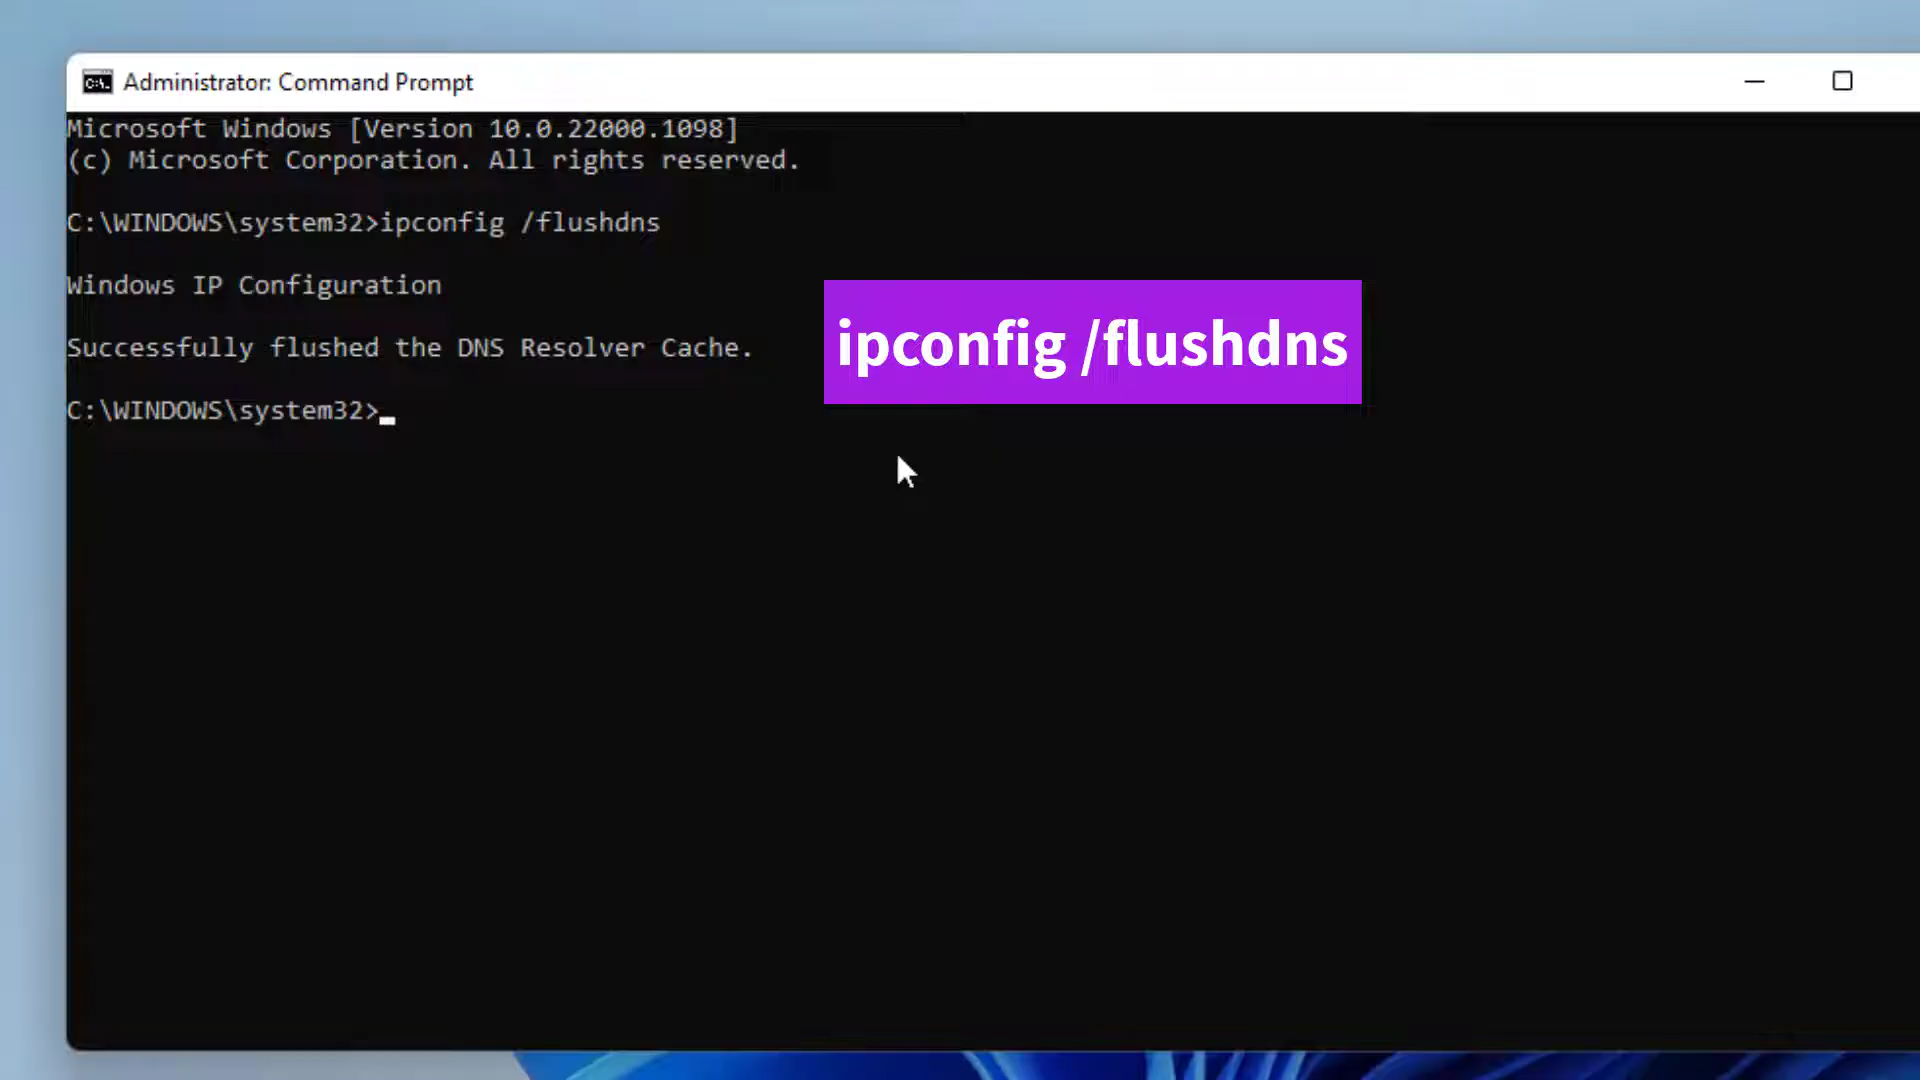 Administrator: Command Prompt
Microsoft Windows [Version 10.0.22000.1098]
(c) Microsoft Corporation. All rights reserved.
C:\WINDOWS\system32>ipconfig /flushdns
Windows IP Configuration
Successfully flushed the DNS Resolver Cache.
ipconfig /flushdns
C:\WINDOWS\system32>